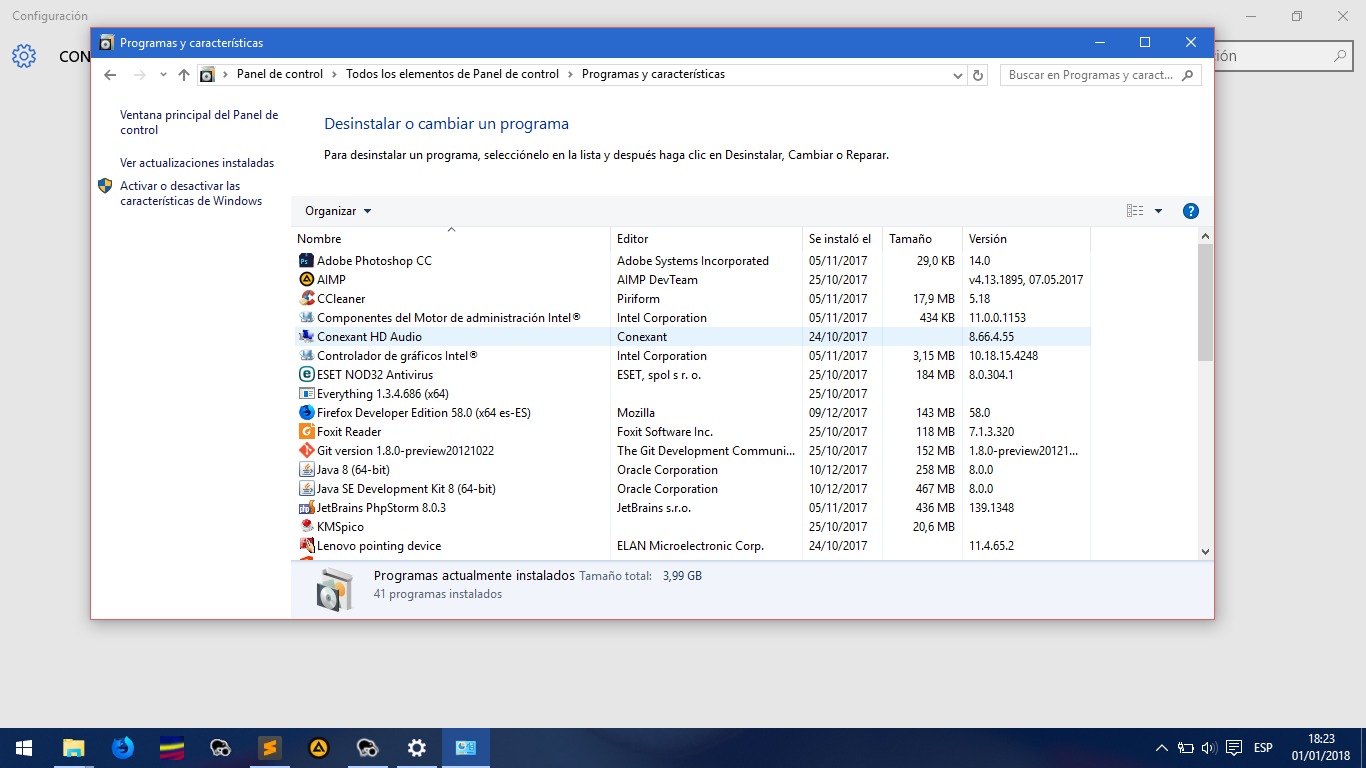 Configuración
CON
ión
Programas y características
Panel de control > Todos los elementos de Panel de control > Programas y características
Buscar en Programas y caract...
Ventana principal del Panel de
control
Ver actualizaciones instaladas
Activar o desactivar las
características de Windows
Desinstalar o cambiar un programa
Para desinstalar un programa, selecciónelo en la lista y después haga clic en Desinstalar, Cambiar o Reparar.
Organizar
Nombre Editor Se instaló el Tamaño Versión
Adobe Photoshop CC Adobe Systems Incorporated 05/11/2017 29,0 KB 14.0
AIMP AIMP DevTeam 25/10/2017 v4.13.1895, 07.05.2017
CCleaner Piriform 05/11/2017 17,9 MB 5.18
Componentes del Motor de administración Intel® Intel Corporation 05/11/2017 434 KB 11.0.0.1153
Conexant HD Audio Conexant 24/10/2017 8.66.4.55
Controlador de gráficos Intel® Intel Corporation 05/11/2017 3,15 MB 10.18.15.4248
ESET NOD32 Antivirus ESET, spol s r. o. 25/10/2017 184 MB 8.0.304.1
Everything 1.3.4.686 (x64) 25/10/2017
Firefox Developer Edition 58.0 (x64 es-ES) Mozilla 09/12/2017 143 MB 58.0
Foxit Reader Foxit Software Inc. 25/10/2017 118 MB 7.1.3.320
Git version 1.8.0-preview20121022 The Git Development Communi... 25/10/2017 152 MB 1.8.0-preview20121...
Java 8 (64-bit) Oracle Corporation 10/12/2017 258 MB 8.0.0
Java SE Development Kit 8 (64-bit) Oracle Corporation 10/12/2017 467 MB 8.0.0
JetBrains PhpStorm 8.0.3 JetBrains s.r.o. 05/11/2017 436 MB 139.1348
KMSpico 25/10/2017 20,6 MB
Lenovo pointing device ELAN Microelectronic Corp. 24/10/2017 11.4.65.2
Programas actualmente instalados Tamaño total: 3,99 GB
41 programas instalados
ESP
18:23
01/01/2018